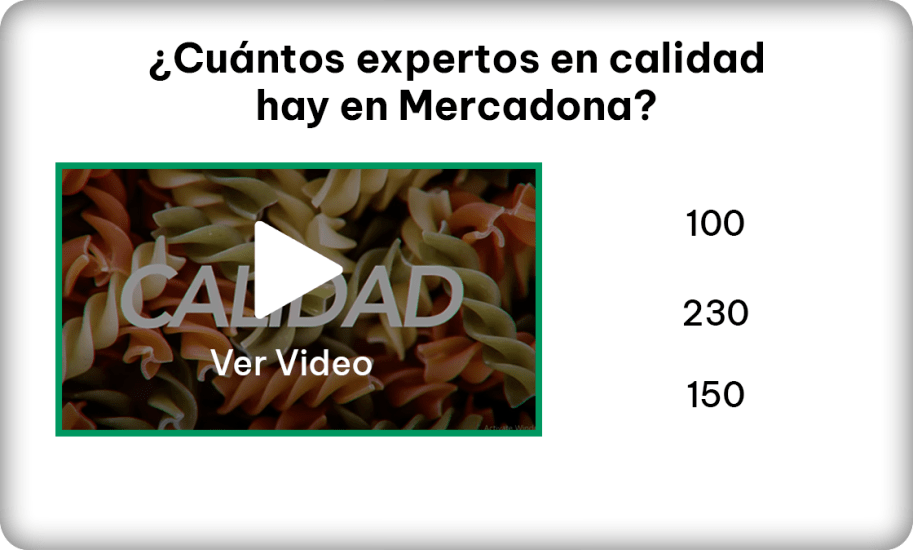 ¿Cuántos expertos en calidad
hay en Mercadona?
CALIDAD
Ver Video
100
230
150